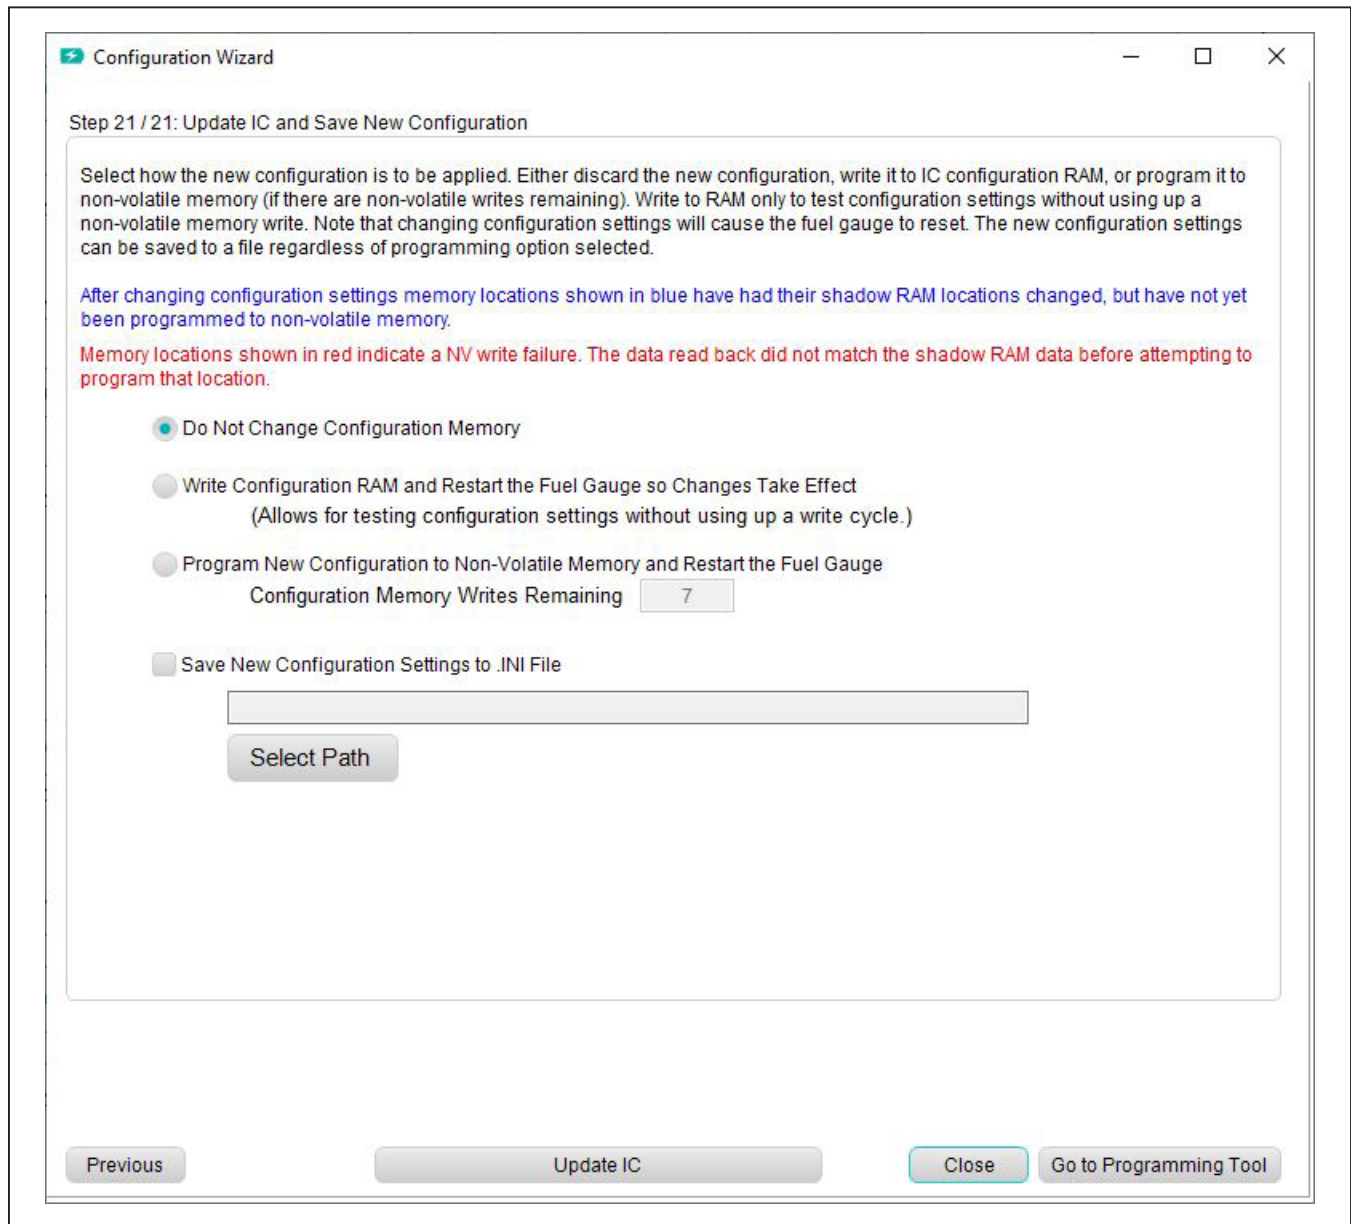 Configuration Wizard
Step 21 / 21: Update IC and Save New Configuration
Select how the new configuration is to be applied. Either discard the new configuration, write it to IC configuration RAM, or program it to
non-volatile memory (if there are non-volatile writes remaining). Write to RAM only to test configuration settings without using up a
non-volatile memory write. Note that changing configuration settings will cause the fuel gauge to reset. The new configuration settings
can be saved to a file regardless of programming option selected.
After changing configuration settings memory locations shown in blue have had their shadow RAM locations changed, but have not yet
been programmed to non-volatile memory.
Memory locations shown in red indicate a NV write failure. The data read back did not match the shadow RAM data before attempting to
program that location.
Do Not Change Configuration Memory
Write Configuration RAM and Restart the Fuel Gauge so Changes Take Effect
(Allows for testing configuration settings without using up a write cycle.)
Program New Configuration to Non-Volatile Memory and Restart the Fuel Gauge
Configuration Memory Writes Remaining 7
Save New Configuration Settings to .INI File
Select Path
Previous Update IC Close Go to Programming Tool